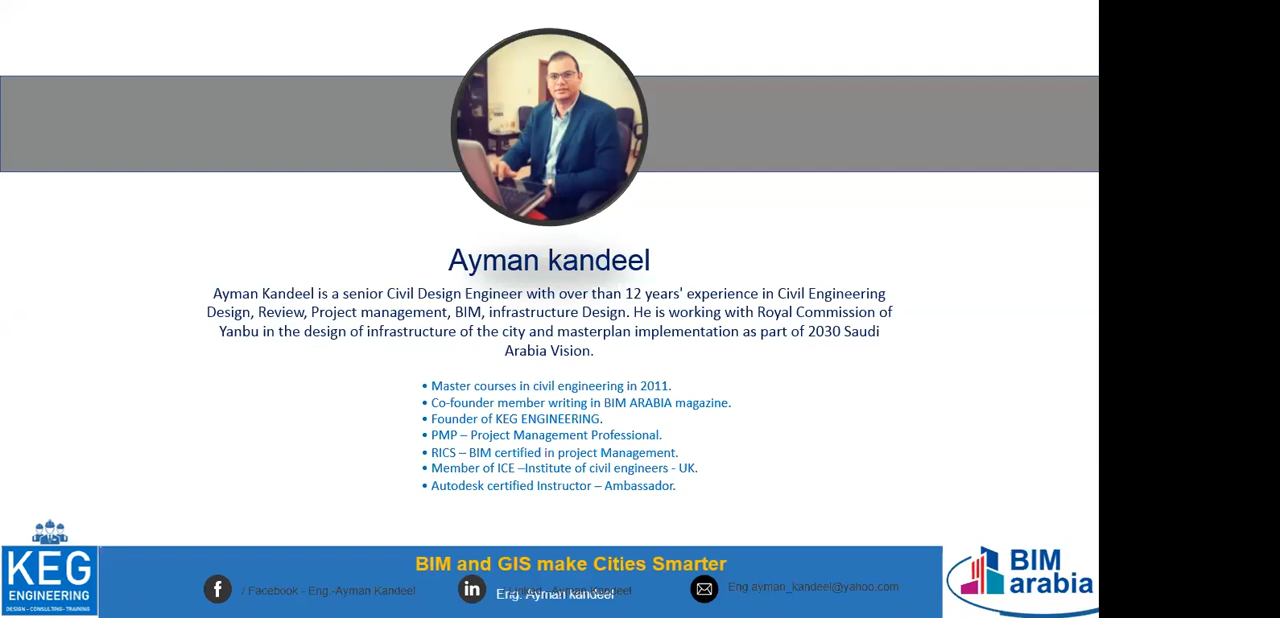 Ayman kandeel
Ayman Kandeel is a senior Civil Design Engineer with over than 12 years' experience in Civil Engineering
Design, Review, Project management, BIM, infrastructure Design. He is working with Royal Commission of
Yanbu in the design of infrastructure of the city and masterplan implementation as part of 2030 Saudi
Arabia Vision.
• Master courses in civil engineering in 2011.
• Co-founder member writing in BIM ARABIA magazine.
• Founder of KEG ENGINEERING.
• PMP – Project Management Professional.
• RICS – BIM certified in project Management.
• Member of ICE –Institute of civil engineers - UK.
• Autodesk certified Instructor – Ambassador.
KEG
ENGINEERING
DESIGN - CONSULTING- TRAINING
BIM and GIS make Cities Smarter
f
/ Facebook - Eng.-Ayman Kandeel
in
Eng. Ayman kandeel
Ayman Kandeel
Eng.ayman_kandeel@yahoo.com
BIM
arabia